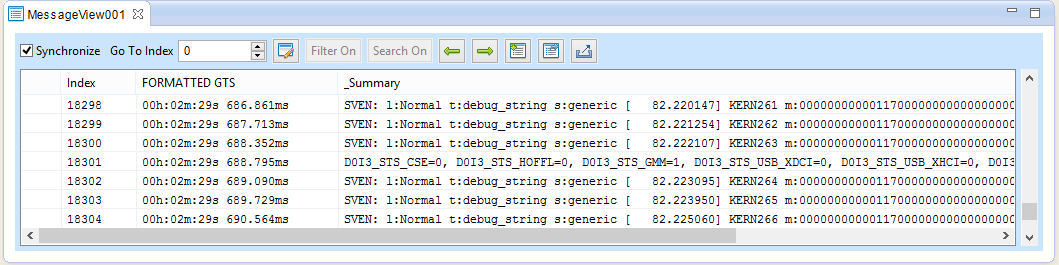 MessageView001
Synchronize Go To Index 0 Filter On Search On
Index FORMATTED GTS _Summary
18298 00h:02m:29s 686.861ms SVEN: l:Normal t:debug_string s:generic [ 82.220147] KERN261 m:0000000000011700000000000000000
18299 00h:02m:29s 687.713ms SVEN: l:Normal t:debug_string s:generic [ 82.221254] KERN262 m:0000000000011700000000000000000
18300 00h:02m:29s 688.352ms SVEN: l:Normal t:debug_string s:generic [ 82.222107] KERN263 m:0000000000011700000000000000000
18301 00h:02m:29s 688.795ms D0I3_STS_CSE=0, D0I3_STS_HOFFL=0, D0I3_STS_GMM=1, D0I3_STS_USB_XDCI=0, D0I3_STS_USB_XHCI=0, D0I3
18302 00h:02m:29s 689.090ms SVEN: l:Normal t:debug_string s:generic [ 82.223095] KERN264 m:0000000000011700000000000000000
18303 00h:02m:29s 689.729ms SVEN: l:Normal t:debug_string s:generic [ 82.223950] KERN265 m:0000000000011700000000000000000
18304 00h:02m:29s 690.564ms SVEN: l:Normal t:debug_string s:generic [ 82.225060] KERN266 m:0000000000011700000000000000000